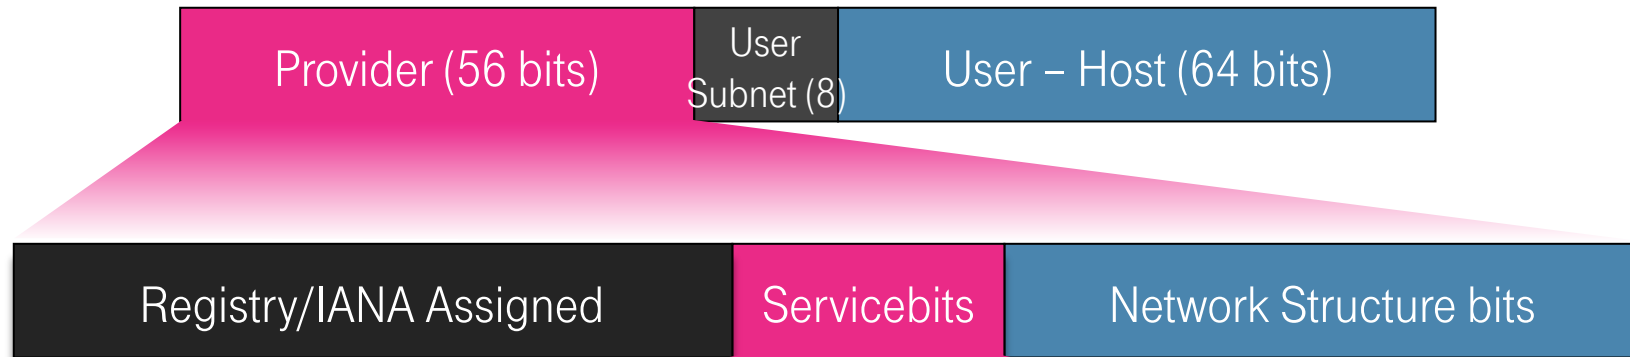 Provider (56 bits)
User
Subnet (8)
User – Host (64 bits)
Registry/IANA Assigned
Servicebits
Network Structure bits